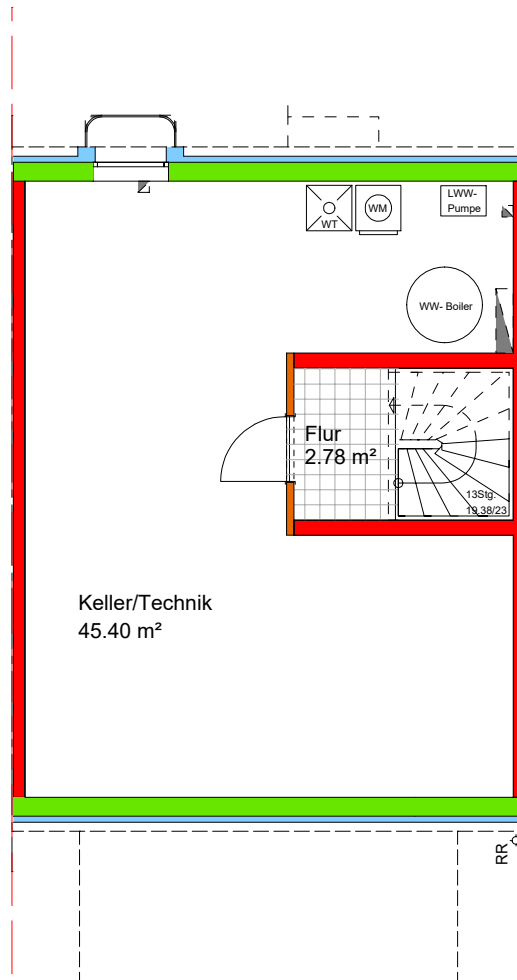 LWW-
Pumpe
WT
WM
WW- Boiler
Flur
2.78 m²
13Stg.
19.38/23
Keller/Technik
45.40 m²
RR